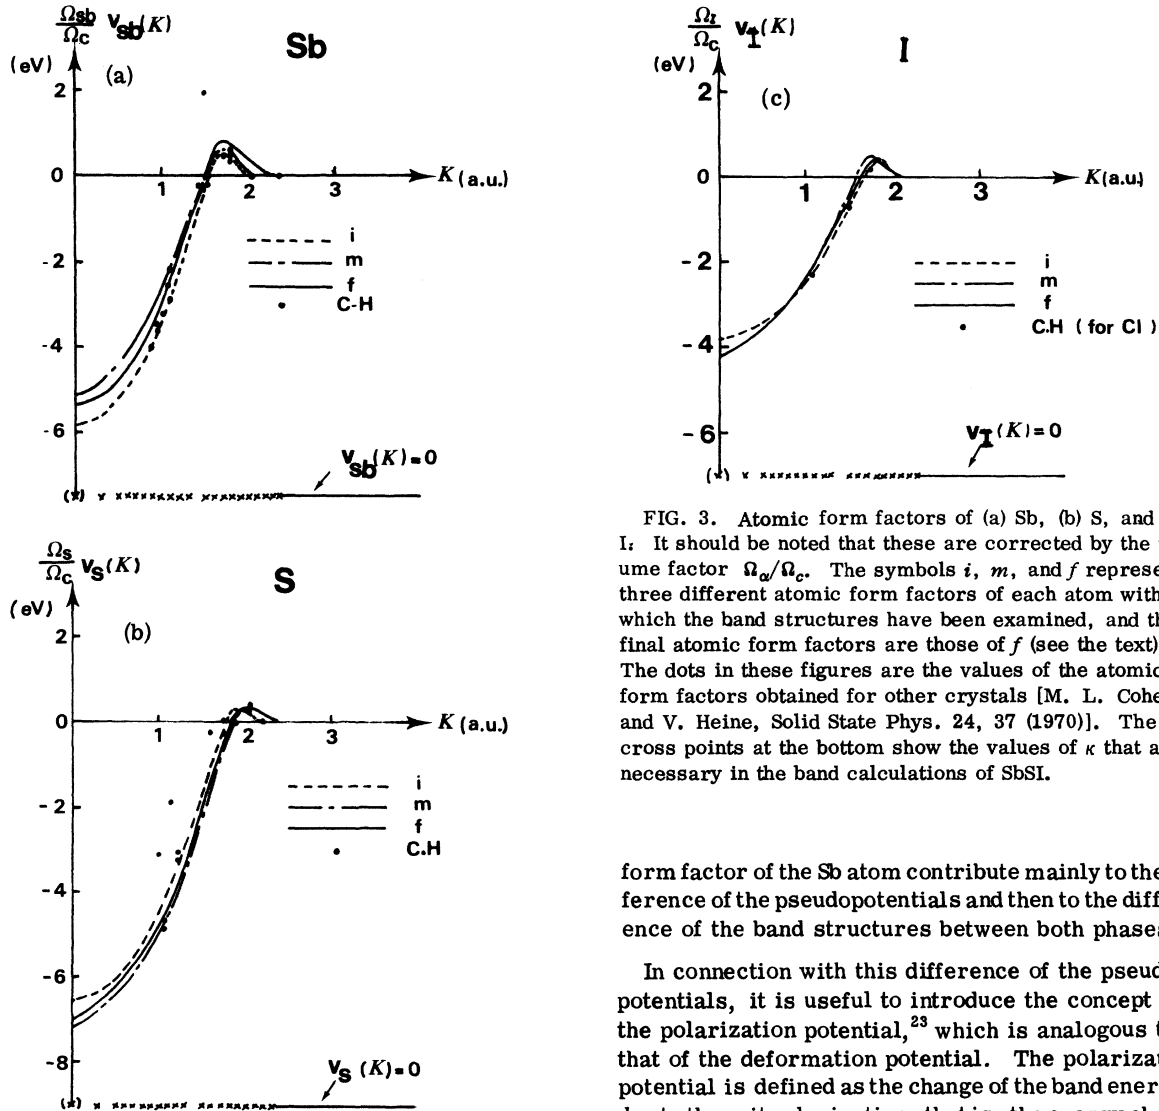 Ωsb/Ωc vsb(K)
Sb
(eV)
(a)
2
0
1
2
3
K (a.u.)
-2
i
m
f
C-H
-4
-6
vsb(K)=0
(×) × ×××××××××× ××××××××××××
Ωs/Ωc vs(K)
S
(eV)
(b)
2
0
1
2
3
K (a.u.)
-2
i
m
f
C.H
-4
-6
-8
vs (K)=0
ΩI/Ωc vI(K)
I
(eV)
(c)
2
0
1
2
3
K(a.u.)
-2
i
m
f
-4
C.H ( for Cl )
-6
vI (K)=0
FIG. 3. Atomic form factors of (a) Sb, (b) S, and
I: It should be noted that these are corrected by the
ume factor Ωα/Ωc. The symbols i, m, and f represe
three different atomic form factors of each atom with
which the band structures have been examined, and th
final atomic form factors are those of f (see the text)
The dots in these figures are the values of the atomic
form factors obtained for other crystals [M. L. Cohe
and V. Heine, Solid State Phys. 24, 37 (1970)]. The
cross points at the bottom show the values of κ that a
necessary in the band calculations of SbSI.
form factor of the Sb atom contribute mainly to the
ference of the pseudopotentials and then to the diff
ence of the band structures between both phase
In connection with this difference of the pseud
potentials, it is useful to introduce the concept
the polarization potential,23 which is analogous t
that of the deformation potential. The polarizat
potential is defined as the change of the band ener